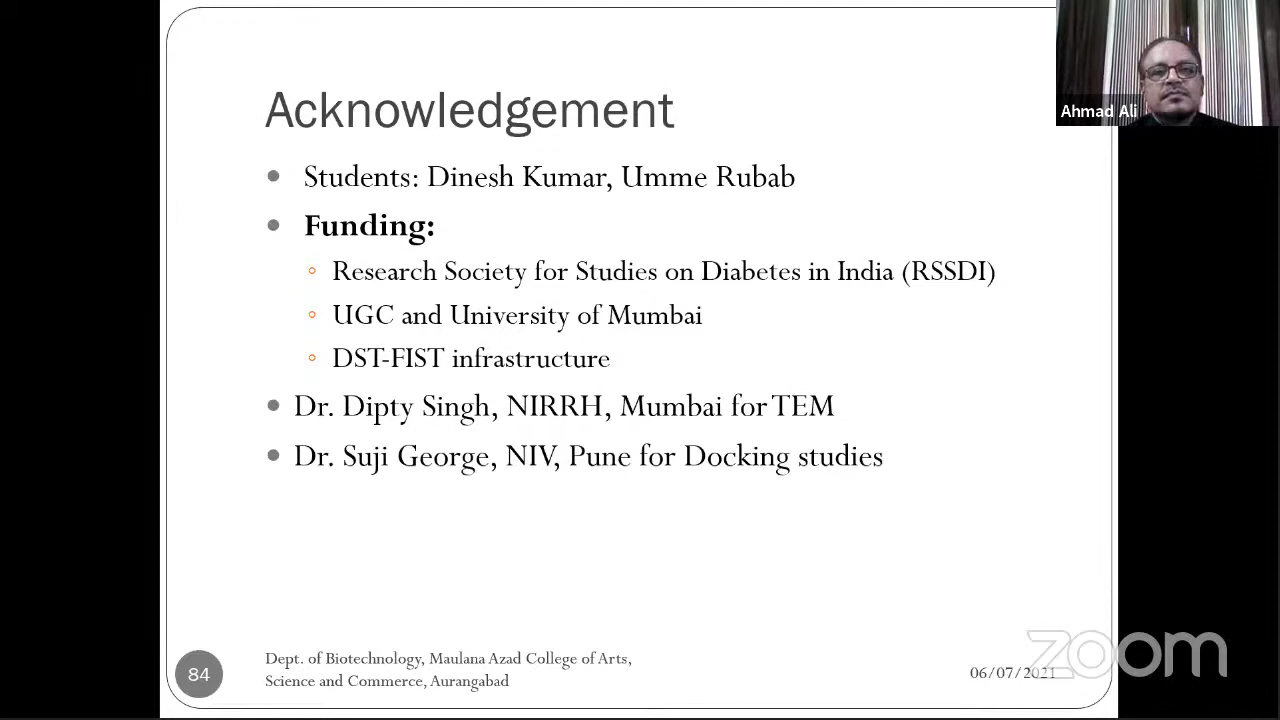 Acknowledgement
Ahmad Ali
• Students: Dinesh Kumar, Umme Rubab
• Funding:
◦ Research Society for Studies on Diabetes in India (RSSDI)
◦ UGC and University of Mumbai
◦ DST-FIST infrastructure
• Dr. Dipty Singh, NIRRH, Mumbai for TEM
• Dr. Suji George, NIV, Pune for Docking studies
84
Dept. of Biotechnology, Maulana Azad College of Arts,
Science and Commerce, Aurangabad
06/07/2021
zoom